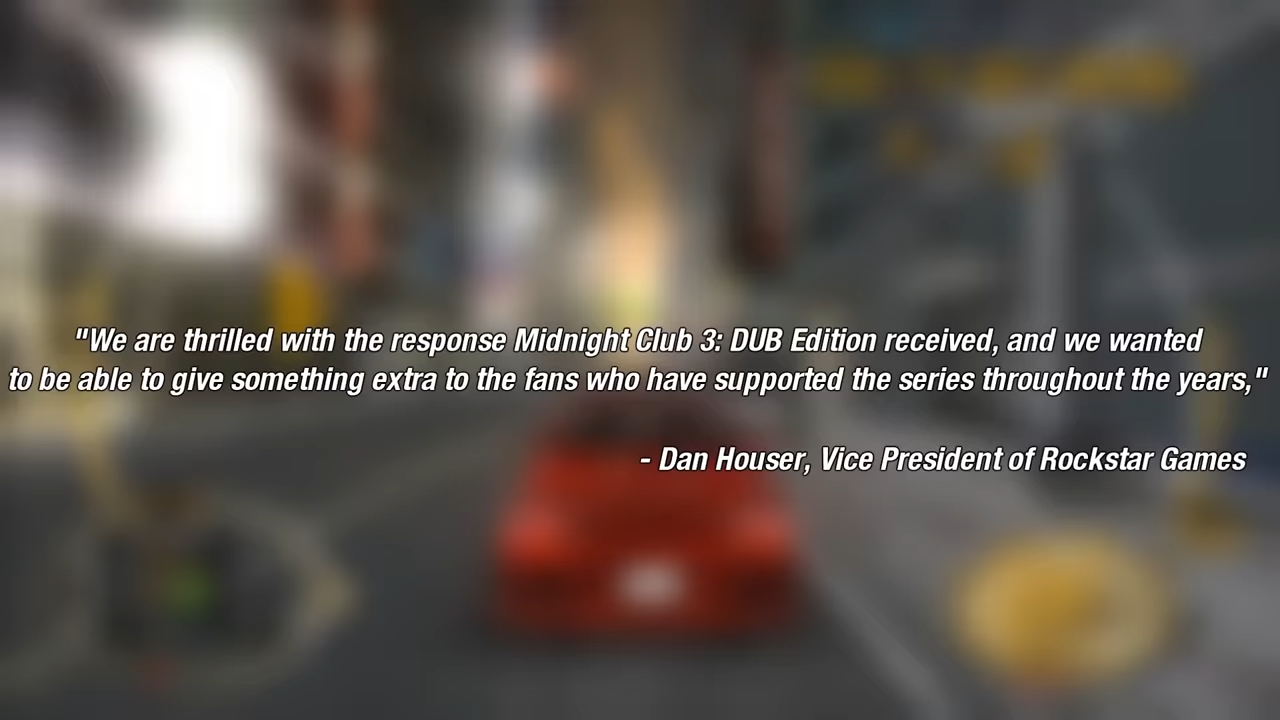 "We are thrilled with the response Midnight Club 3: DUB Edition received, and we wanted
to be able to give something extra to the fans who have supported the series throughout the years,"
- Dan Houser, Vice President of Rockstar Games